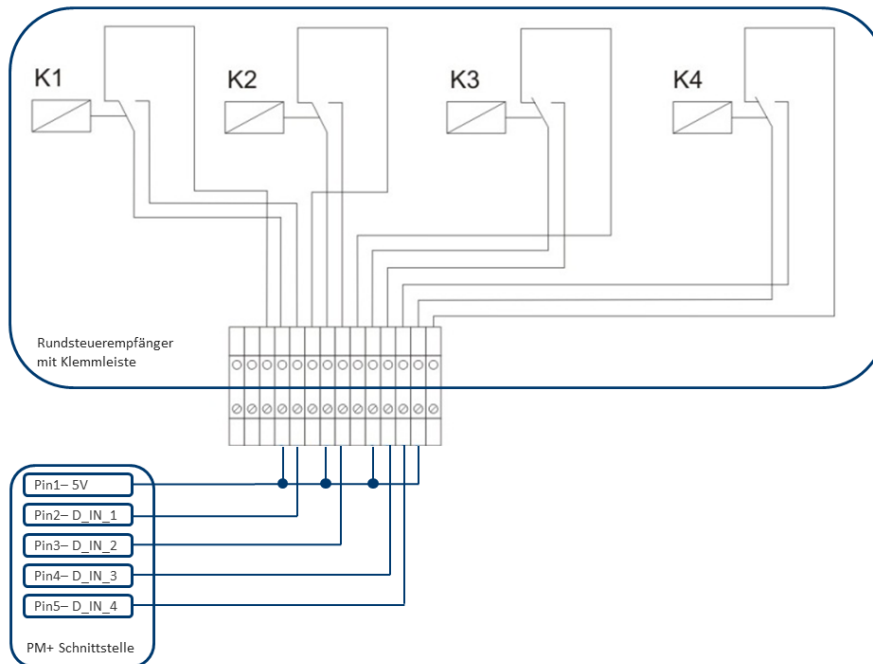 K1
K2
K3
K4
Rundsteuerempfänger
mit Klemmleiste
Pin1– 5V
Pin2– D_IN_1
Pin3– D_IN_2
Pin4– D_IN_3
Pin5– D_IN_4
PM+ Schnittstelle